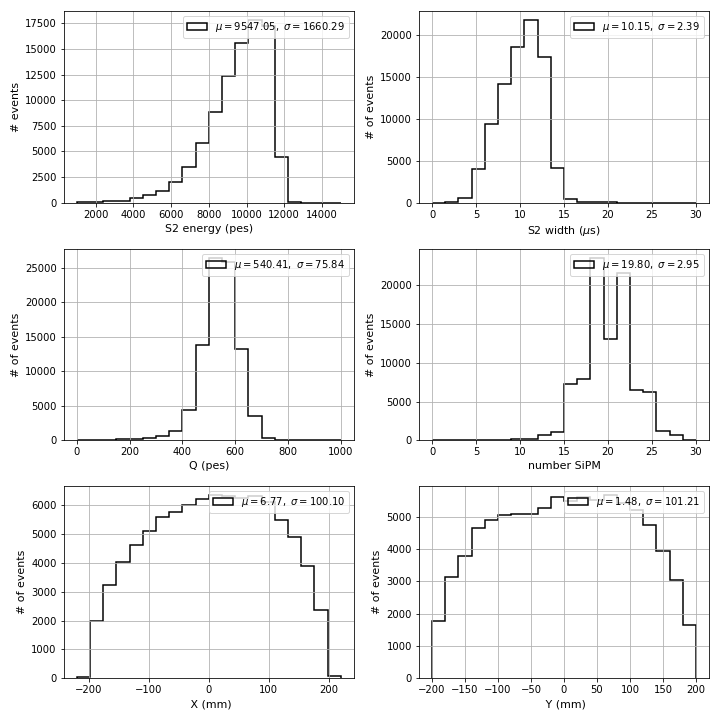 # events
17500
15000
12500
10000
7500
5000
2500
0
μ = 9547.05, σ = 1660.29
2000 4000 6000 8000 10000 12000 14000
S2 energy (pes)
# of events
20000
15000
10000
5000
0
μ = 10.15, σ = 2.39
0 5 10 15 20 25 30
S2 width (μs)
# of events
25000
20000
15000
10000
5000
0
μ = 540.41, σ = 75.84
0 200 400 600 800 1000
Q (pes)
# of events
20000
15000
10000
5000
0
μ = 19.80, σ = 2.95
0 5 10 15 20 25 30
number SiPM
# of events
6000
5000
4000
3000
2000
1000
0
μ = 6.77, σ = 100.10
−200 −100 0 100 200
X (mm)
# of events
5000
4000
3000
2000
1000
0
μ = 1.48, σ = 101.21
−200 −150 −100 −50 0 50 100 150 200
Y (mm)